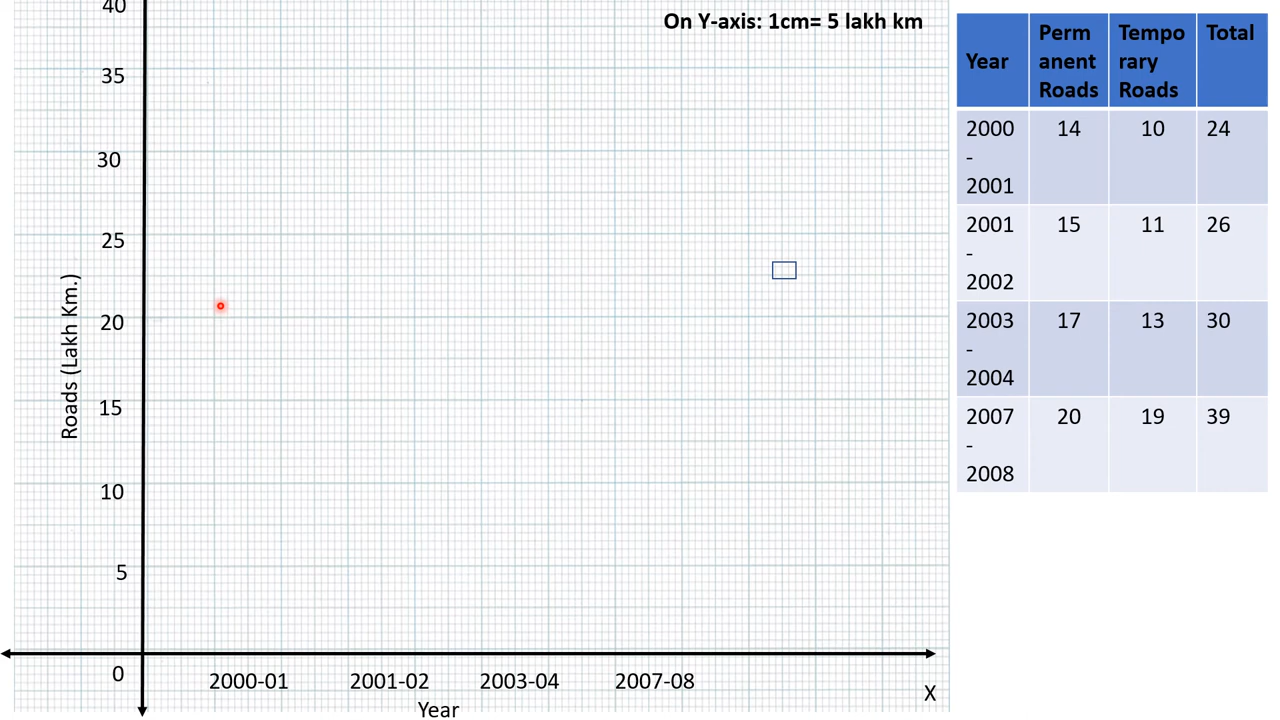 40
On Y-axis: 1cm= 5 lakh km
35
30
25
20
15
10
5
0
Roads (Lakh Km.)
2000-01 2001-02 2003-04 2007-08
X
Year
Year Perm Tempo Total
anent rary
Roads Roads
2000 14 10 24
-
2001
2001 15 11 26
-
2002
2003 17 13 30
-
2004
2007 20 19 39
-
2008